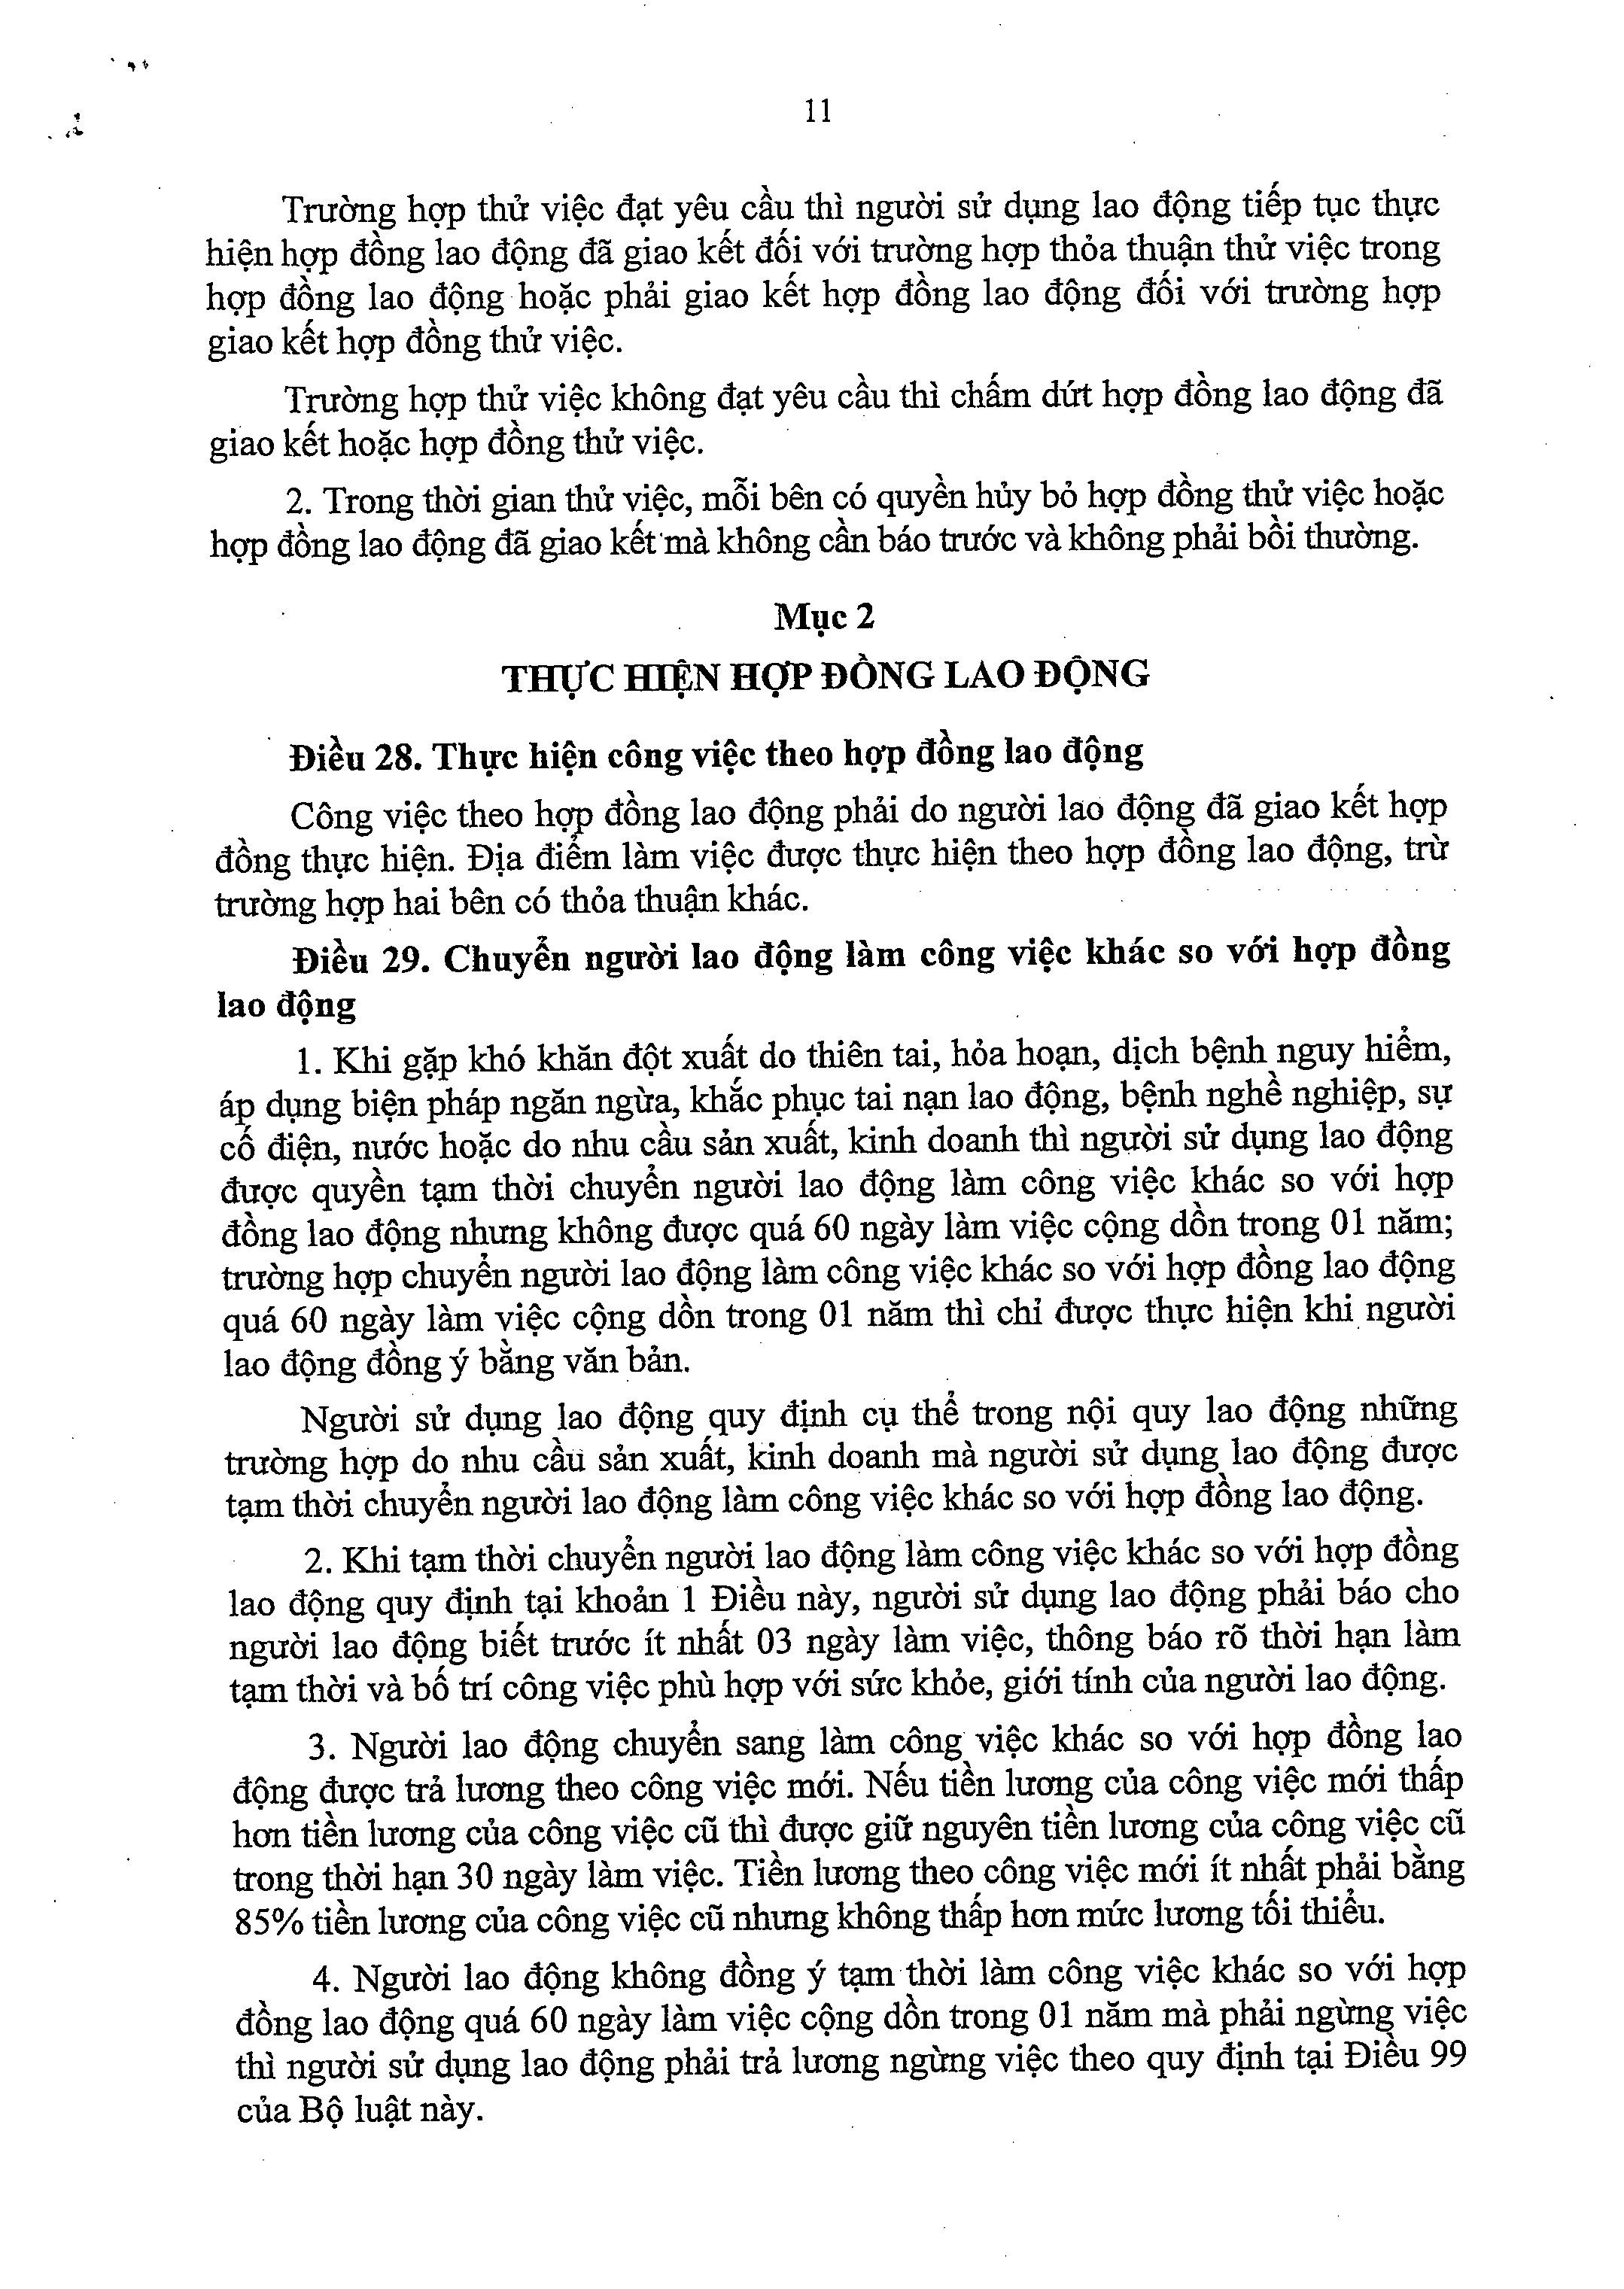 11
Trường hợp thử việc đạt yêu cầu thì người sử dụng lao động tiếp tục thực
hiện hợp đồng lao động đã giao kết đối với trường hợp thỏa thuận thử việc trong
hợp đồng lao động hoặc phải giao kết hợp đồng lao động đối với trường hợp
giao kết hợp đồng thử việc.
Trường hợp thử việc không đạt yêu cầu thì chấm dứt hợp đồng lao động đã
giao kết hoặc hợp đồng thử việc.
2. Trong thời gian thử việc, mỗi bên có quyền hủy bỏ hợp đồng thử việc hoặc
hợp đồng lao động đã giao kết mà không cần báo trước và không phải bồi thường.
Mục 2
THỰC HIỆN HỢP ĐỒNG LAO ĐỘNG
Điều 28. Thực hiện công việc theo hợp đồng lao động
Công việc theo hợp đồng lao động phải do người lao động đã giao kết hợp
đồng thực hiện. Địa điểm làm việc được thực hiện theo hợp đồng lao động, trừ
trường hợp hai bên có thỏa thuận khác.
Điều 29. Chuyển người lao động làm công việc khác so với hợp đồng
lao động
1. Khi gặp khó khăn đột xuất do thiên tai, hỏa hoạn, dịch bệnh nguy hiểm,
áp dụng biện pháp ngăn ngừa, khắc phục tai nạn lao động, bệnh nghề nghiệp, sự
cố điện, nước hoặc do nhu cầu sản xuất, kinh doanh thì người sử dụng lao động
được quyền tạm thời chuyển người lao động làm công việc khác so với hợp
đồng lao động nhưng không được quá 60 ngày làm việc cộng dồn trong 01 năm;
trường hợp chuyển người lao động làm công việc khác so với hợp đồng lao động
quá 60 ngày làm việc cộng dồn trong 01 năm thì chỉ được thực hiện khi người
lao động đồng ý bằng văn bản.
Người sử dụng lao động quy định cụ thể trong nội quy lao động những
trường hợp do nhu cầu sản xuất, kinh doanh mà người sử dụng lao động được
tạm thời chuyển người lao động làm công việc khác so với hợp đồng lao động.
2. Khi tạm thời chuyển người lao động làm công việc khác so với hợp đồng
lao động quy định tại khoản 1 Điều này, người sử dụng lao động phải báo cho
người lao động biết trước ít nhất 03 ngày làm việc, thông báo rõ thời hạn làm
tạm thời và bố trí công việc phù hợp với sức khỏe, giới tính của người lao động.
3. Người lao động chuyển sang làm công việc khác so với hợp đồng lao
động được trả lương theo công việc mới. Nếu tiền lương của công việc mới thấp
hơn tiền lương của công việc cũ thì được giữ nguyên tiền lương của công việc cũ
trong thời hạn 30 ngày làm việc. Tiền lương theo công việc mới ít nhất phải bằng
85% tiền lương của công việc cũ nhưng không thấp hơn mức lương tối thiểu.
4. Người lao động không đồng ý tạm thời làm công việc khác so với hợp
đồng lao động quá 60 ngày làm việc cộng dồn trong 01 năm mà phải ngừng việc
thì người sử dụng lao động phải trả lương ngừng việc theo quy định tại Điều 99
của Bộ luật này.